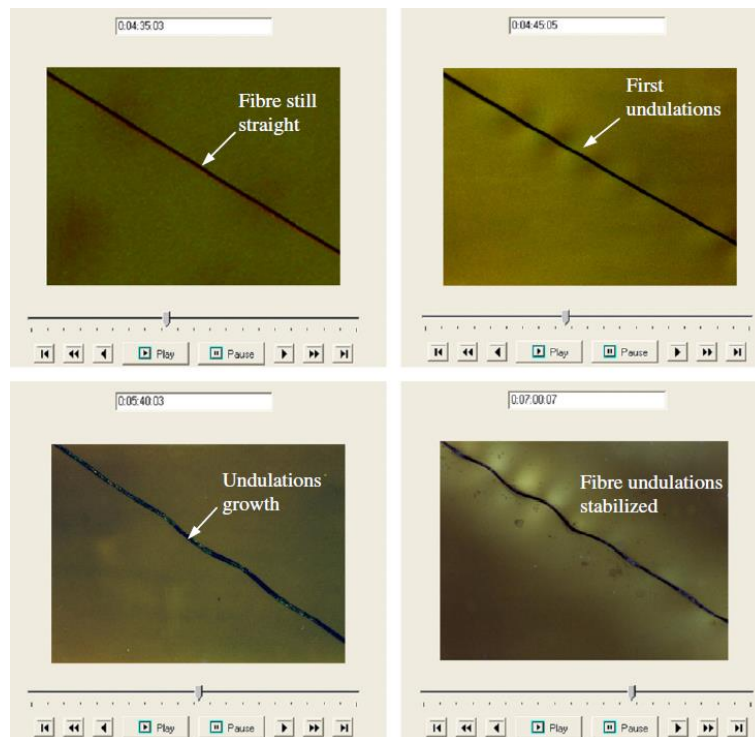 0:04:35:03
Fibre still
straight
Play
Pause
0:04:45:05
First
undulations
Play
Pause
0:05:40:03
Undulations
growth
Play
Pause
0:07:00:07
Fibre undulations
stabilized
Play
Pause